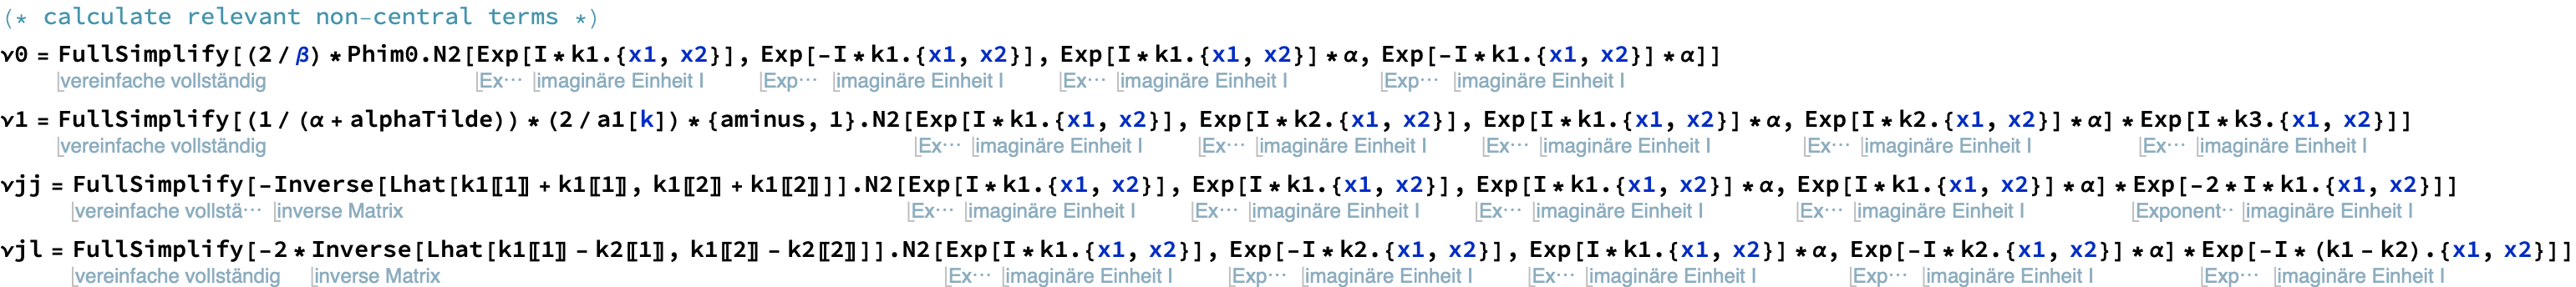 (* calculate relevant non-central terms *)
ν0 = FullSimplify[(2 / β) * Phim0.N2[Exp[I * k1.{x1, x2}], Exp[-I * k1.{x1, x2}], Exp[I * k1.{x1, x2}] * α, Exp[-I * k1.{x1, x2}] * α]]
vereinfache vollständig Ex⋯ imaginäre Einheit I Exp⋯ imaginäre Einheit I Ex⋯ imaginäre Einheit I Exp⋯ imaginäre Einheit I
ν1 = FullSimplify[(1 / (α + alphaTilde)) * (2 / a1[k]) * {aminus, 1}.N2[Exp[I * k1.{x1, x2}], Exp[I * k2.{x1, x2}], Exp[I * k1.{x1, x2}] * α, Exp[I * k2.{x1, x2}] * α] * Exp[I * k3.{x1, x2}]]
vereinfache vollständig Ex⋯ imaginäre Einheit I Ex⋯ imaginäre Einheit I Ex⋯ imaginäre Einheit I Ex⋯ imaginäre Einheit I Ex⋯ imaginäre Einheit I
νjj = FullSimplify[-Inverse[Lhat[k1〚1〛 + k1〚1〛, k1〚2〛 + k1〚2〛]].N2[Exp[I * k1.{x1, x2}], Exp[I * k1.{x1, x2}], Exp[I * k1.{x1, x2}] * α, Exp[I * k1.{x1, x2}] * α] * Exp[-2 * I * k1.{x1, x2}]]
vereinfache vollstä⋯ inverse Matrix Ex⋯ imaginäre Einheit I Ex⋯ imaginäre Einheit I Ex⋯ imaginäre Einheit I Ex⋯ imaginäre Einheit I Exponent⋯ imaginäre Einheit I
νjl = FullSimplify[-2 * Inverse[Lhat[k1〚1〛 - k2〚1〛, k1〚2〛 - k2〚2〛]].N2[Exp[I * k1.{x1, x2}], Exp[-I * k2.{x1, x2}], Exp[I * k1.{x1, x2}] * α, Exp[-I * k2.{x1, x2}] * α] * Exp[-I * (k1 - k2).{x1, x2}]]
vereinfache vollständig inverse Matrix Ex⋯ imaginäre Einheit I Exp⋯ imaginäre Einheit I Ex⋯ imaginäre Einheit I Exp⋯ imaginäre Einheit I Exp⋯ imaginäre Einheit I